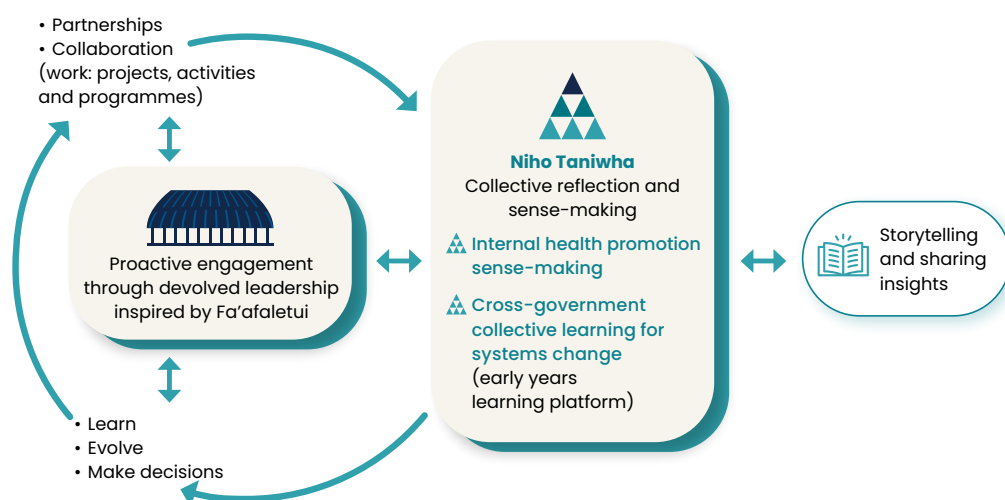 • Partnerships
• Collaboration
(work: projects, activities
and programmes)
Proactive engagement
through devolved leadership
inspired by Fa’afaletui
• Learn
• Evolve
• Make decisions
Niho Taniwha
Collective reflection and
sense-making
Internal health promotion
sense-making
Cross-government
collective learning for
systems change
(early years
learning platform)
Storytelling
and sharing
insights